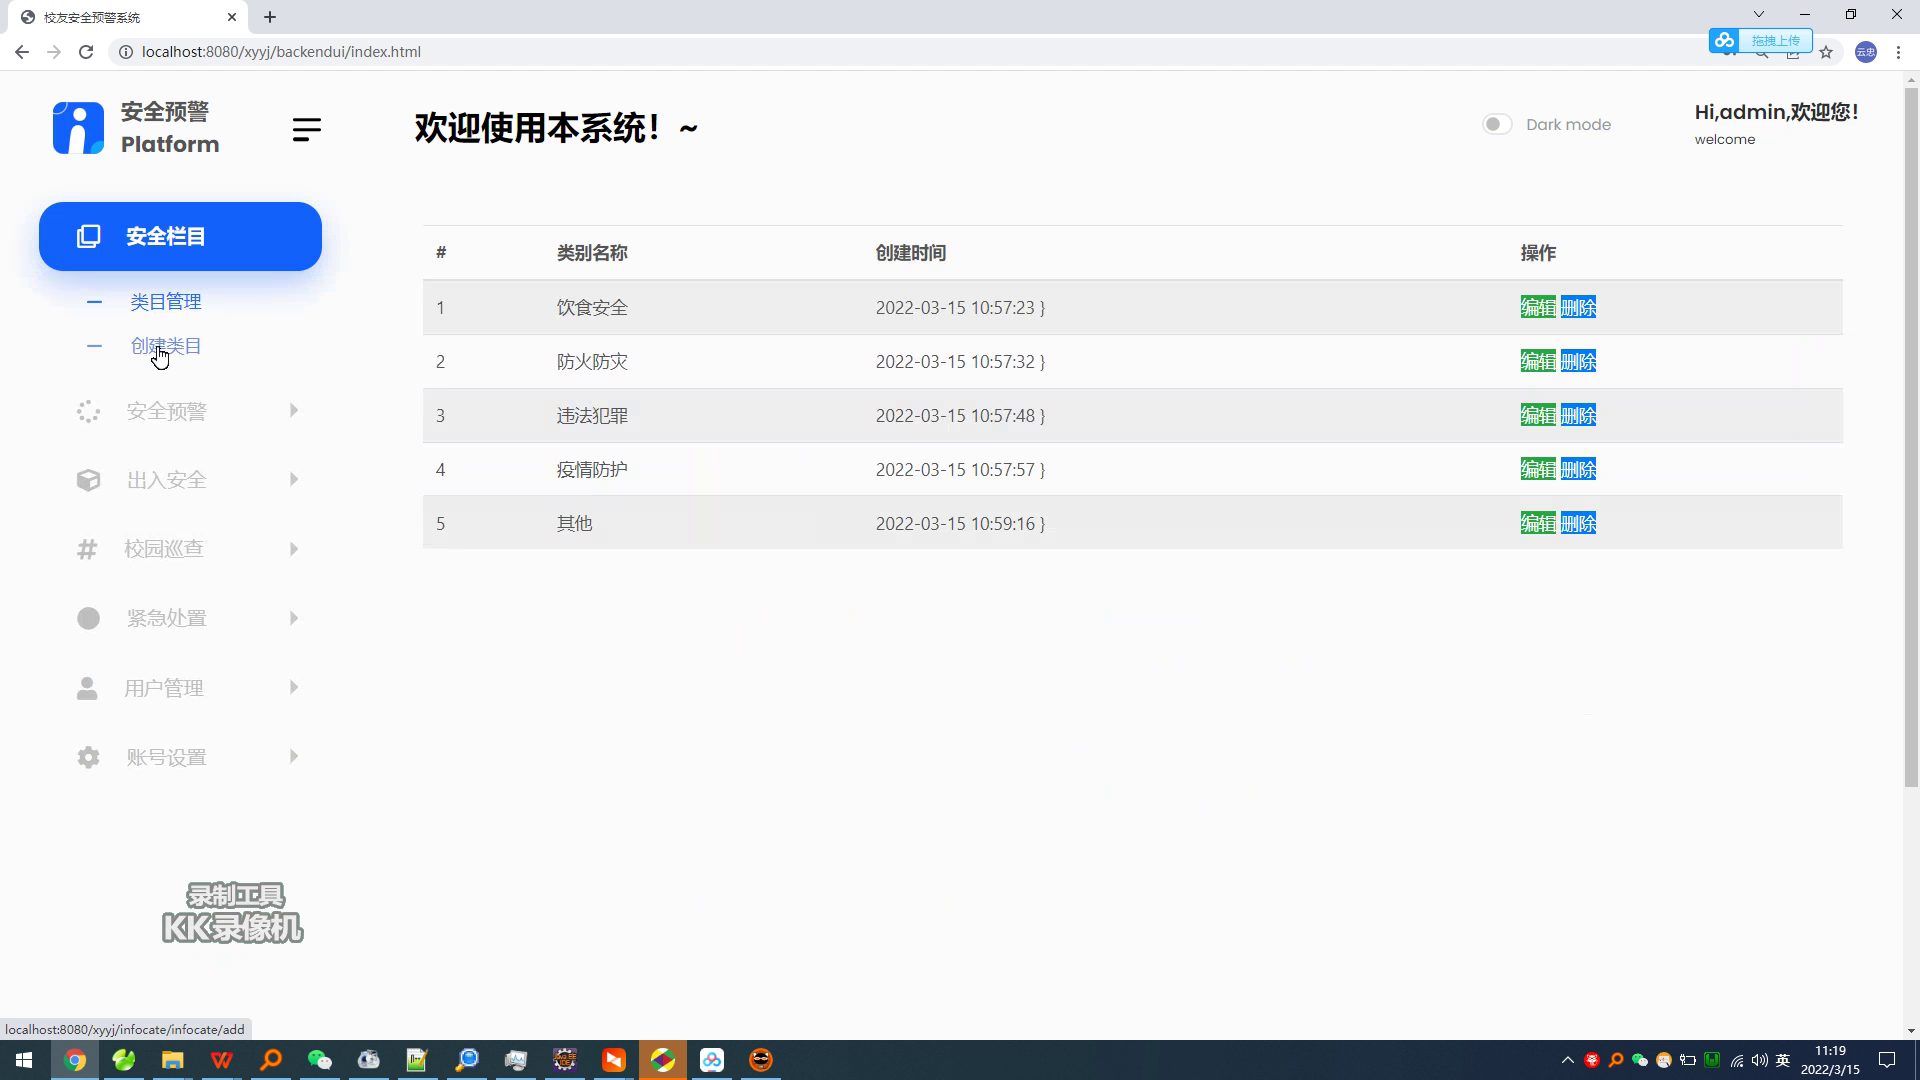 校友安全预警系统
localhost:8080/xyyj/backendui/index.html
拖拽上传
云忠
安全预警
Platform
欢迎使用本系统！~
Dark mode
Hi,admin,欢迎您!
welcome
安全栏目
类目管理
创建类目
安全预警
出入安全
校园巡查
紧急处置
用户管理
账号设置
# 类别名称 创建时间 操作
1 饮食安全 2022-03-15 10:57:23 } 编辑 删除
2 防火防灾 2022-03-15 10:57:32 } 编辑 删除
3 违法犯罪 2022-03-15 10:57:48 } 编辑 删除
4 疫情防护 2022-03-15 10:57:57 } 编辑 删除
5 其他 2022-03-15 10:59:16 } 编辑 删除
录制工具
KK录像机
localhost:8080/xyyj/infocate/infocate/add
英
11:19
2022/3/15